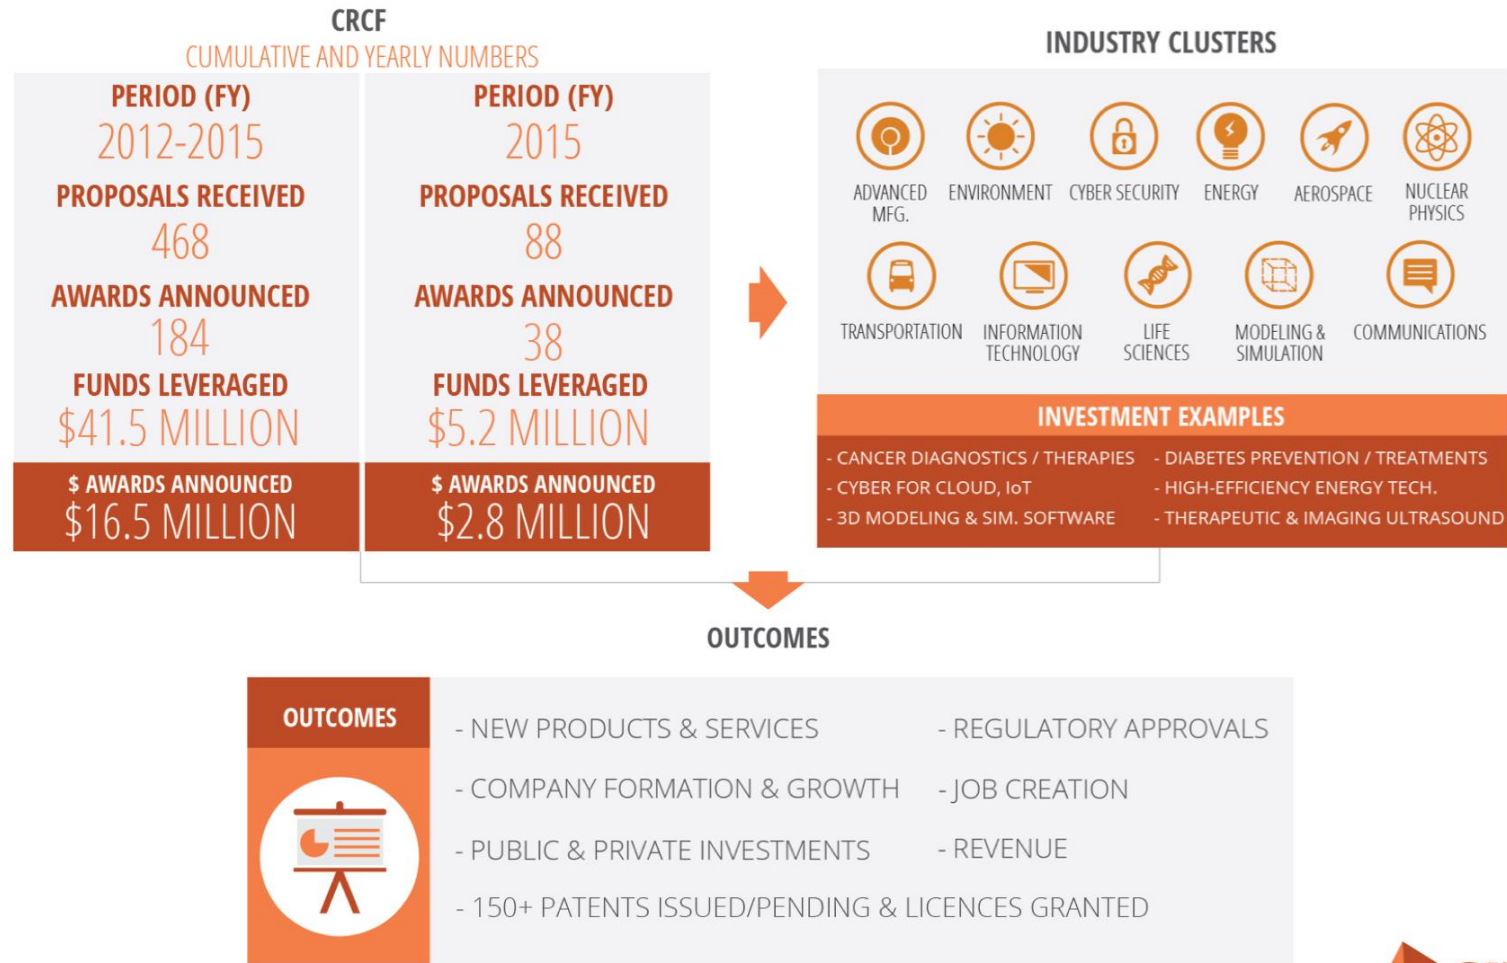 CRCF
CUMULATIVE AND YEARLY NUMBERS
PERIOD (FY)
2012-2015
PROPOSALS RECEIVED
468
AWARDS ANNOUNCED
184
FUNDS LEVERAGED
$41.5 MILLION
$ AWARDS ANNOUNCED
$16.5 MILLION
PERIOD (FY)
2015
PROPOSALS RECEIVED
88
AWARDS ANNOUNCED
38
FUNDS LEVERAGED
$5.2 MILLION
$ AWARDS ANNOUNCED
$2.8 MILLION
INDUSTRY CLUSTERS
ADVANCED
MFG.
ENVIRONMENT
CYBER SECURITY
ENERGY
AEROSPACE
NUCLEAR
PHYSICS
TRANSPORTATION
INFORMATION
TECHNOLOGY
LIFE
SCIENCES
MODELING &
SIMULATION
COMMUNICATIONS
INVESTMENT EXAMPLES
- CANCER DIAGNOSTICS / THERAPIES
- CYBER FOR CLOUD, IoT
- 3D MODELING & SIM. SOFTWARE
- DIABETES PREVENTION / TREATMENTS
- HIGH-EFFICIENCY ENERGY TECH.
- THERAPEUTIC & IMAGING ULTRASOUND
OUTCOMES
OUTCOMES
- NEW PRODUCTS & SERVICES
- COMPANY FORMATION & GROWTH
- PUBLIC & PRIVATE INVESTMENTS
- 150+ PATENTS ISSUED/PENDING & LICENCES GRANTED
- REGULATORY APPROVALS
- JOB CREATION
- REVENUE